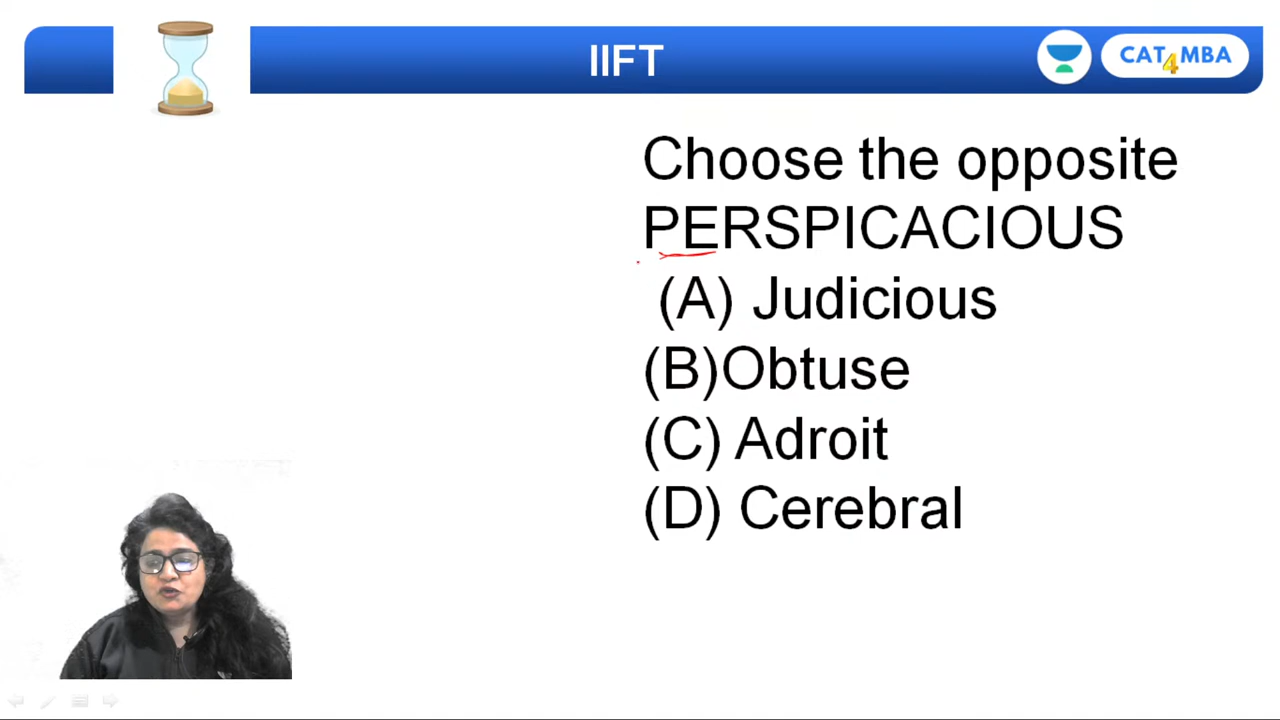 IIFT
CAT4MBA
Choose the opposite
PERSPICACIOUS
(A) Judicious
(B)Obtuse
(C) Adroit
(D) Cerebral